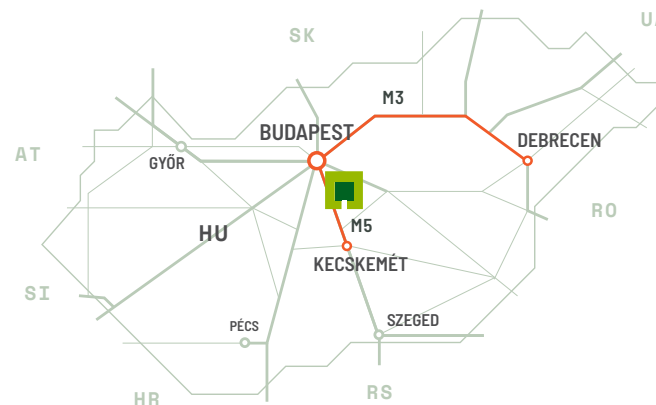 UA
SK
M3
BUDAPEST
DEBRECEN
AT
GYŐR
RO
M5
HU
KECSKEMÉT
SI
PÉCS
SZEGED
RS
HR